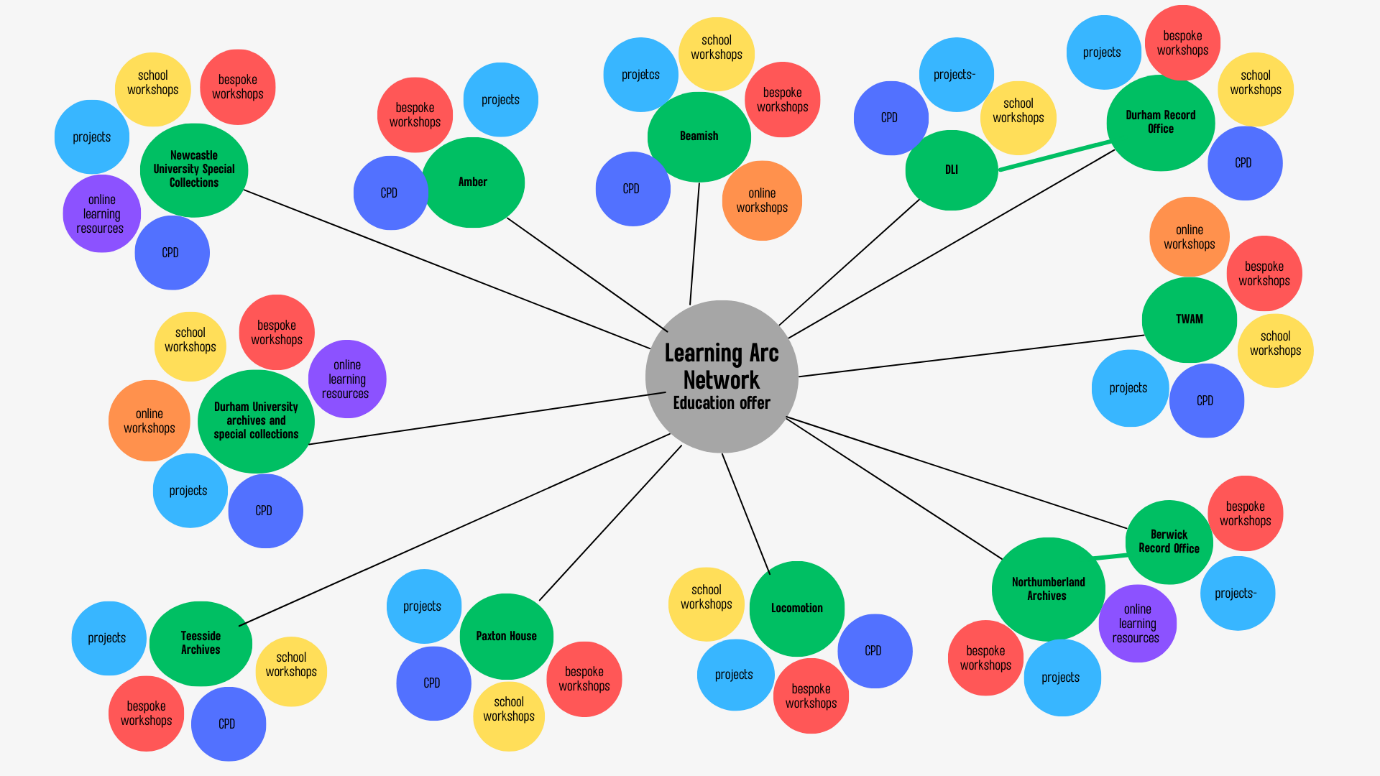 Learning Arc
Network
Education offer
Newcastle
University Special
Collections
school
workshops
bespoke
workshops
projects
online
learning
resources
CPD
Amber
bespoke
workshops
projects
CPD
Beamish
projetcs
school
workshops
bespoke
workshops
CPD
online
workshops
DLI
CPD
projects-
school
workshops
Durham Record
Office
projects
bespoke
workshops
school
workshops
CPD
TWAM
online
workshops
bespoke
workshops
school
workshops
projects
CPD
Durham University
archives and
special collections
school
workshops
bespoke
workshops
online
learning
resources
online
workshops
projects
CPD
Teesside
Archives
projects
bespoke
workshops
CPD
school
workshops
Paxton House
projects
CPD
school
workshops
bespoke
workshops
Locomotion
school
workshops
projects
bespoke
workshops
CPD
Northumberland
Archives
bespoke
workshops
projects
online
learning
resources
Berwick
Record Office
bespoke
workshops
projects-